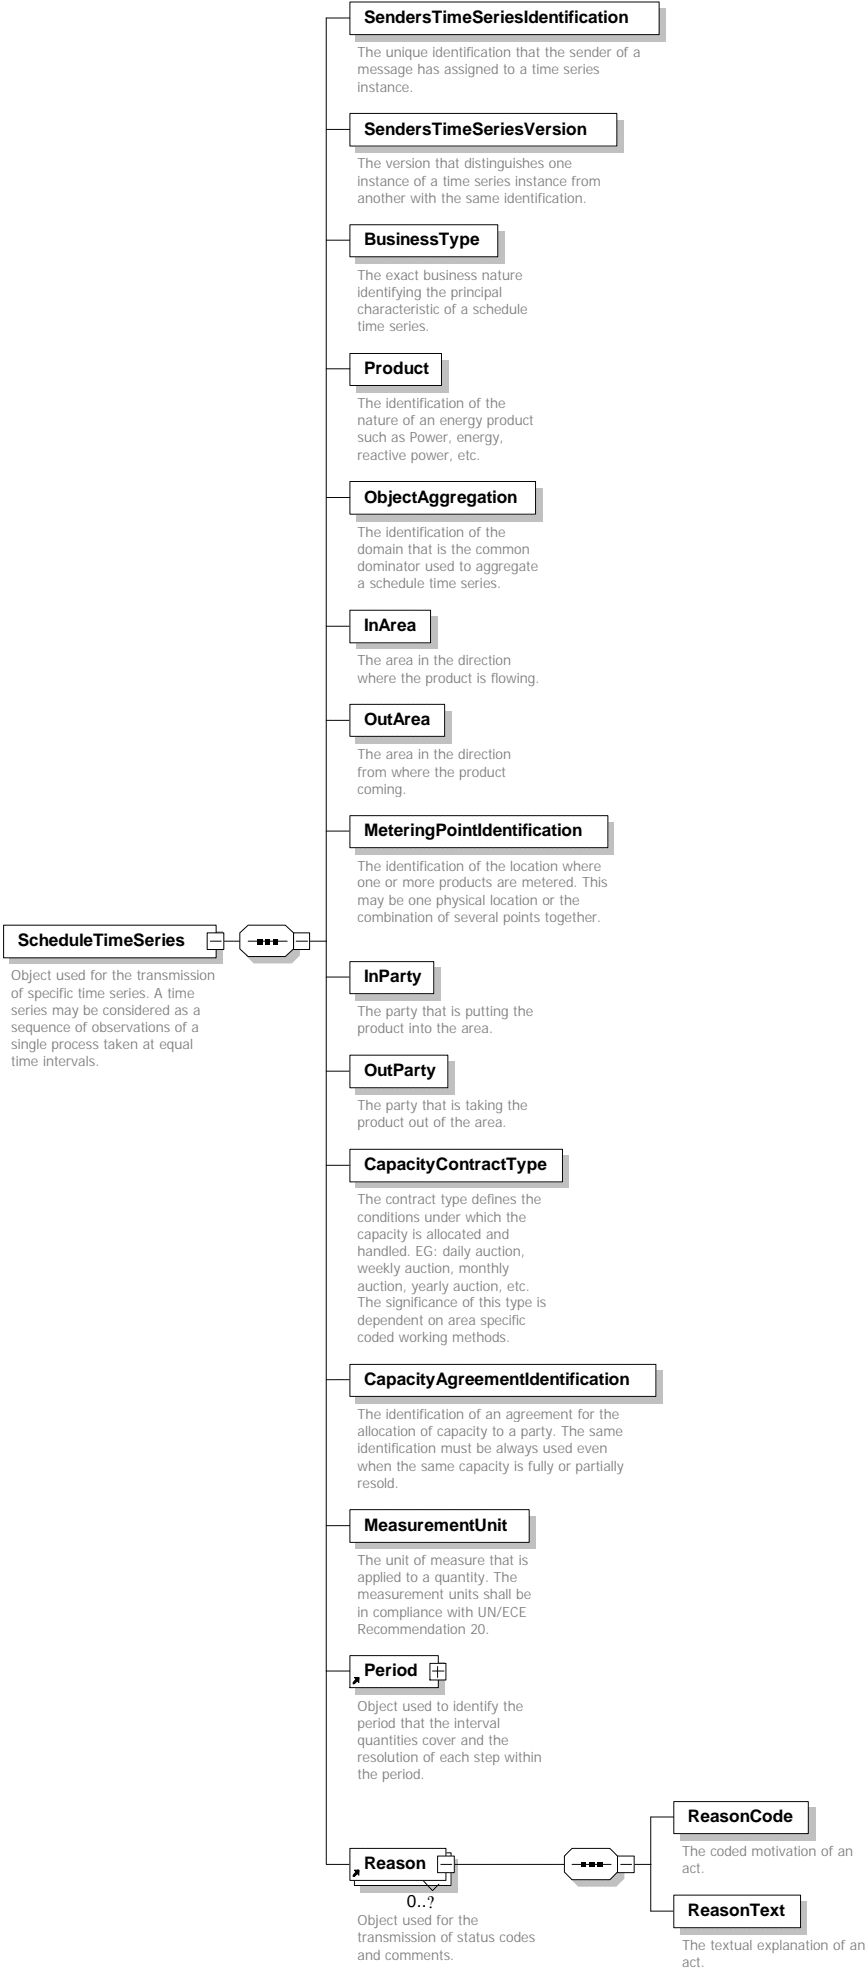 SendersTimeSeriesIdentification
The unique identification that the sender of a
message has assigned to a time series
instance.
SendersTimeSeriesVersion
The version that distinguishes one
instance of a time series instance from
another with the same identification.
BusinessType
The exact business nature
identifying the principal
characteristic of a schedule
time series.
Product
The identification of the
nature of an energy product
such as Power, energy,
reactive power, etc.
ObjectAggregation
The identification of the
domain that is the common
dominator used to aggregate
a schedule time series.
InArea
The area in the direction
where the product is flowing.
OutArea
The area in the direction
from where the product
coming.
MeteringPointIdentification
The identification of the location where
one or more products are metered. This
may be one physical location or the
combination of several points together.
ScheduleTimeSeries
Object used for the transmission
of specific time series. A time
series may be considered as a
sequence of observations of a
single process taken at equal
time intervals.
InParty
The party that is putting the
product into the area.
OutParty
The party that is taking the
product out of the area.
CapacityContractType
The contract type defines the
conditions under which the
capacity is allocated and
handled. EG: daily auction,
weekly auction, monthly
auction, yearly auction, etc.
The significance of this type is
dependent on area specific
coded working methods.
CapacityAgreementIdentification
The identification of an agreement for the
allocation of capacity to a party. The same
identification must be always used even
when the same capacity is fully or partially
resold.
MeasurementUnit
The unit of measure that is
applied to a quantity. The
measurement units shall be
in compliance with UN/ECE
Recommendation 20.
Period
Object used to identify the
period that the interval
quantities cover and the
resolution of each step within
the period.
Reason
0..?
Object used for the
transmission of status codes
and comments.
ReasonCode
The coded motivation of an
act.
ReasonText
The textual explanation of an
act.